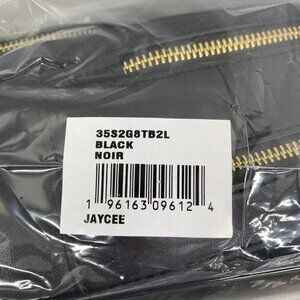 35S2G8TB2L
BLACK
NOIR
1 96163 09612 4
JAYCEE